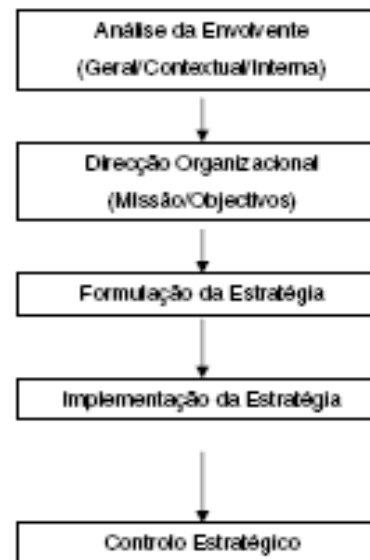 Análise da Envolvente
(Geral/Contextual/Interna)
Direcção Organizacional
(Missão/Objectivos)
Formulação da Estratégia
Implementação da Estratégia
Controlo Estratégico